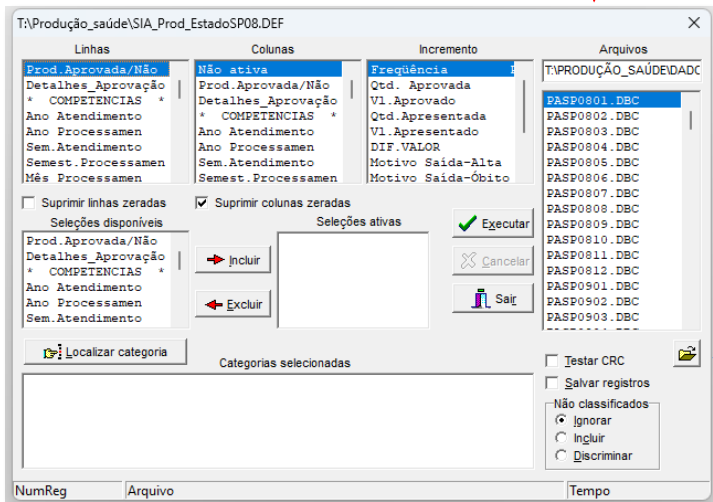 T:\Produção_saúde\SIA_Prod_EstadoSP08.DEF
Linhas
Prod.Aprovada/Não
Detalhes_Aprovação
* COMPETENCIAS *
Ano Atendimento
Ano Processamen
Sem.Atendimento
Semest.Processamen
Mês Processamen
Colunas
Não ativa
Prod.Aprovada/Não
Detalhes_Aprovação
* COMPETENCIAS *
Ano Atendimento
Ano Processamen
Sem.Atendimento
Semest.Processamen
Incremento
Freqüência
Qtd. Aprovada
Vl.Aprovado
Qtd.Apresentada
Vl.Apresentado
DIF.VALOR
Motivo Saída-Alta
Motivo Saída-Óbito
Arquivos
T:\PRODUÇÃO_SAÚDE\DADO
PASP0801.DBC
PASP0802.DBC
PASP0803.DBC
PASP0804.DBC
PASP0805.DBC
PASP0806.DBC
PASP0807.DBC
PASP0808.DBC
PASP0809.DBC
PASP0810.DBC
PASP0811.DBC
PASP0812.DBC
PASP0901.DBC
PASP0902.DBC
PASP0903.DBC
Suprimir linhas zeradas
Suprimir colunas zeradas
Seleções disponíveis
Prod.Aprovada/Não
Detalhes_Aprovação
* COMPETENCIAS *
Ano Atendimento
Ano Processamen
Sem.Atendimento
Incluir
Excluir
Seleções ativas
Executar
Cancelar
Sair
Localizar categoria
Categorias selecionadas
Testar CRC
Salvar registros
Não classificados
Ignorar
Incluir
Discriminar
NumReg
Arquivo
Tempo